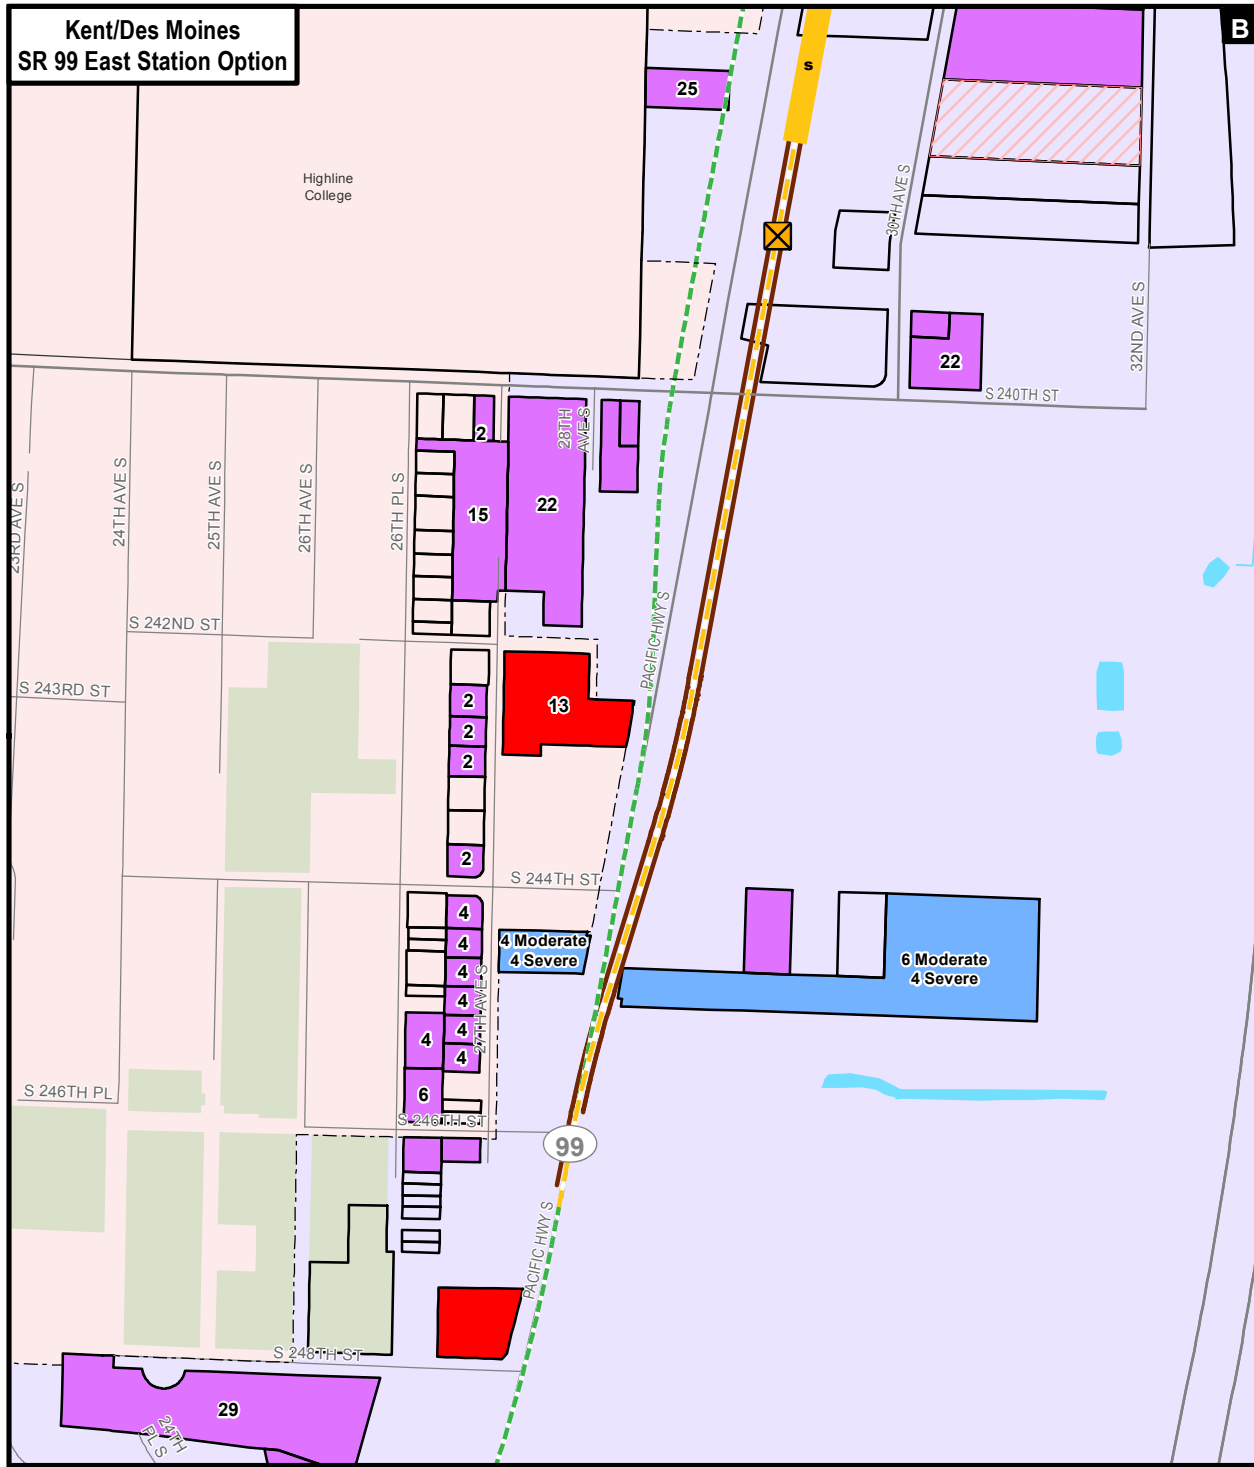 Kent/Des Moines
SR 99 East Station Option
B
s
25
Highline
College
30TH AVE S
32ND AVE S
22
S 240TH ST
28TH
AVE S
2
15
22
23RD AVE S
24TH AVE S
25TH AVE S
26TH AVE S
26TH PL S
S 242ND ST
PACIFIC HWY S
S 243RD ST
2
2
2
13
2
S 244TH ST
4
4
4
4
4
4
4
6
27TH AVE S
4 Moderate
4 Severe
6 Moderate
4 Severe
S 246TH PL
S 246TH ST
99
PACIFIC HWY S
S 248TH ST
29
24TH
PL S